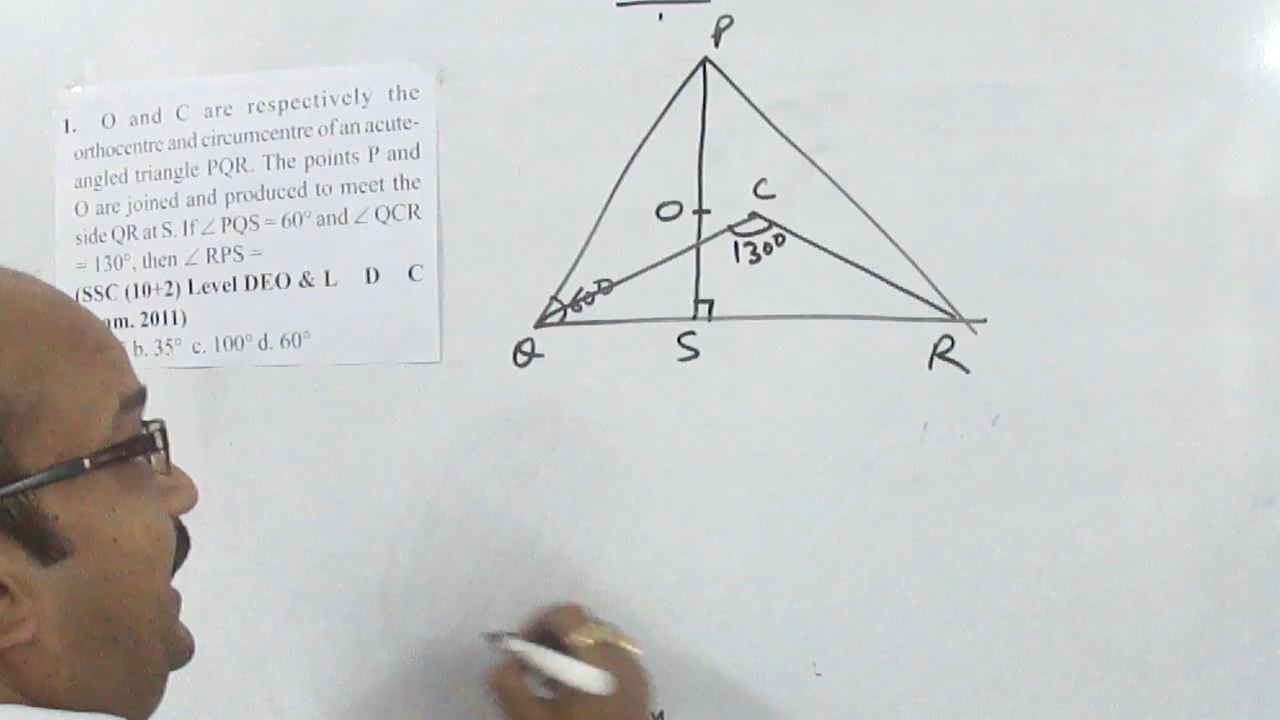 1. O and C are respectively the
orthocentre and circumcentre of an acute-
angled triangle PQR. The points P and
O are joined and produced to meet the
side QR at S. If ∠PQS = 60° and ∠QCR
= 130°, then ∠RPS =
(SSC (10+2) Level DEO & L D C
am. 2011)
b. 35° c. 100° d. 60°
P
C
O
130°
60°
Q
S
R